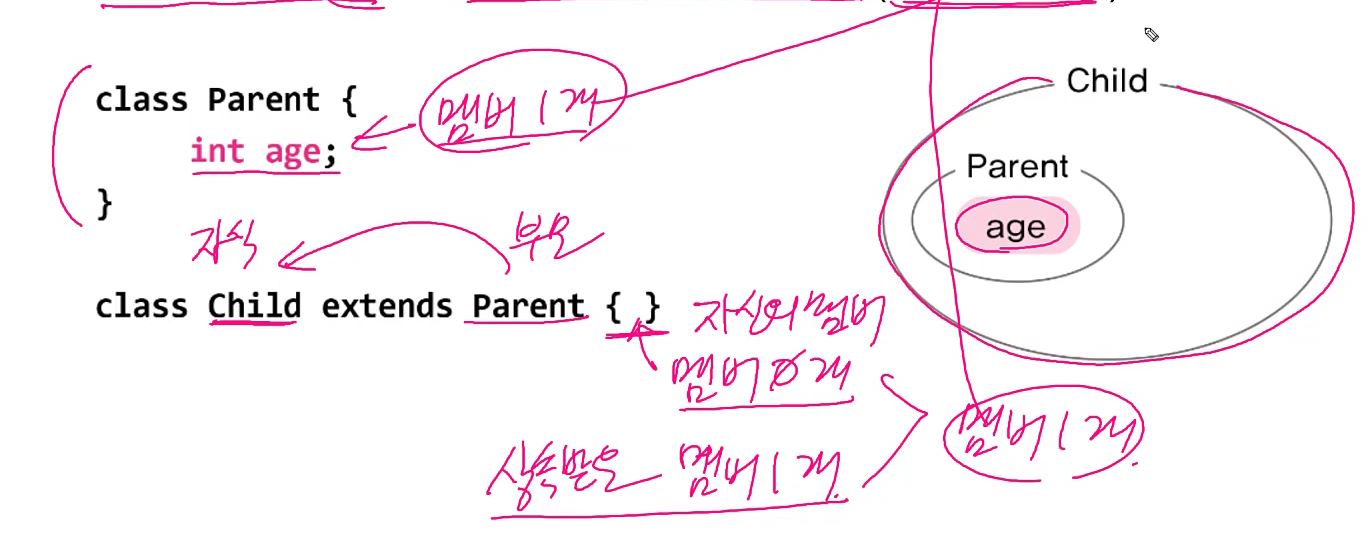 class Parent {
멤버 1개
int age;
}
자식
부모
class Child extends Parent { }
자신의 멤버
멤버 0개
상속받은 멤버 1개.
멤버 1개.
Child
Parent
age